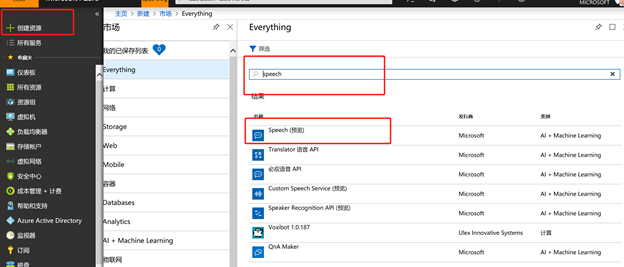 MICROSOFT
主页 > 新建 > 市场 > Everything
创建资源
所有服务
收藏夹
仪表板
所有资源
资源组
虚拟机
负载均衡器
存储帐户
虚拟网络
安全中心
成本管理 + 计费
帮助和支持
Azure Active Directory
监视器
订阅
磁盘
市场
我的已保存列表 0
Everything
计算
网络
Storage
Web
Mobile
容器
Databases
Analytics
AI + Machine Learning
物联网
Everything
筛选
speech
结果
名称 发行商 类别
Speech (预览) Microsoft AI + Machine Learning
Translator 语音 API Microsoft AI + Machine Learning
必应语音 API Microsoft AI + Machine Learning
Custom Speech Service (预览) Microsoft AI + Machine Learning
Speaker Recognition API (预览) Microsoft AI + Machine Learning
Voxibot 1.0.187 Ulex Innovative Systems 计算
QnA Maker Microsoft AI + Machine Learning